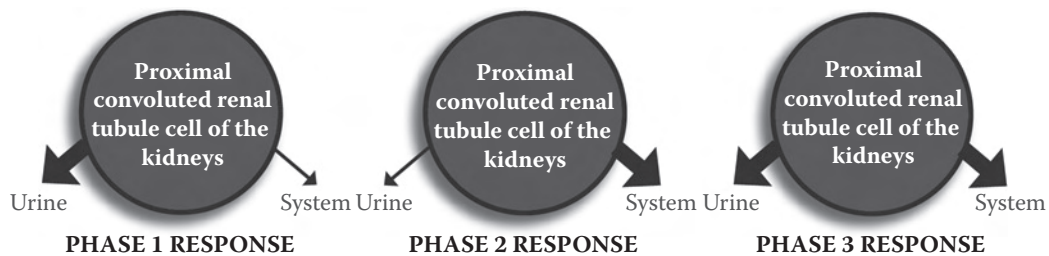 Proximal
convoluted renal
tubule cell of the
kidneys
Urine
System
PHASE 1 RESPONSE
Proximal
convoluted renal
tubule cell of the
kidneys
Urine
System
PHASE 2 RESPONSE
Proximal
convoluted renal
tubule cell of the
kidneys
Urine
System
PHASE 3 RESPONSE